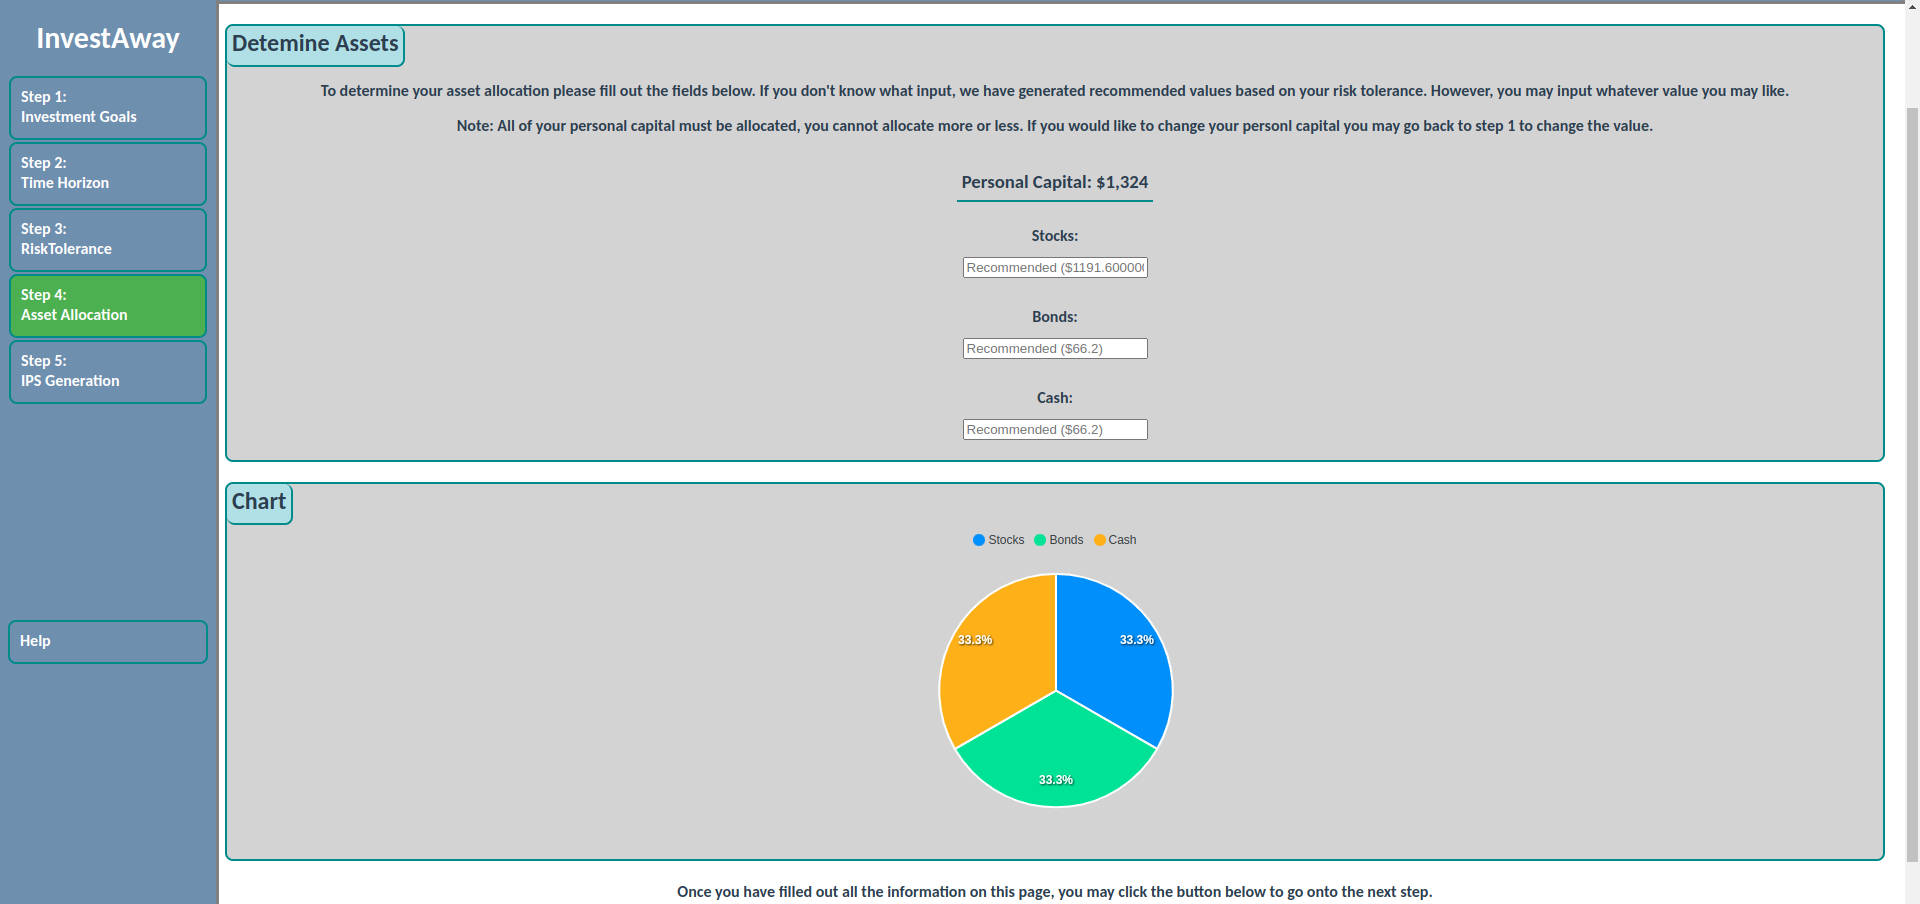 InvestAway
Step 1:
Investment Goals
Step 2:
Time Horizon
Step 3:
RiskTolerance
Step 4:
Asset Allocation
Step 5:
IPS Generation
Help
Detemine Assets
To determine your asset allocation please fill out the fields below. If you don't know what input, we have generated recommended values based on your risk tolerance. However, you may input whatever value you may like.
Note: All of your personal capital must be allocated, you cannot allocate more or less. If you would like to change your personl capital you may go back to step 1 to change the value.
Personal Capital: $1,324
Stocks:
Recommended ($1191.60000
Bonds:
Recommended ($66.2)
Cash:
Recommended ($66.2)
Chart
Stocks Bonds Cash
33.3% 33.3%
33.3%
Once you have filled out all the information on this page, you may click the button below to go onto the next step.